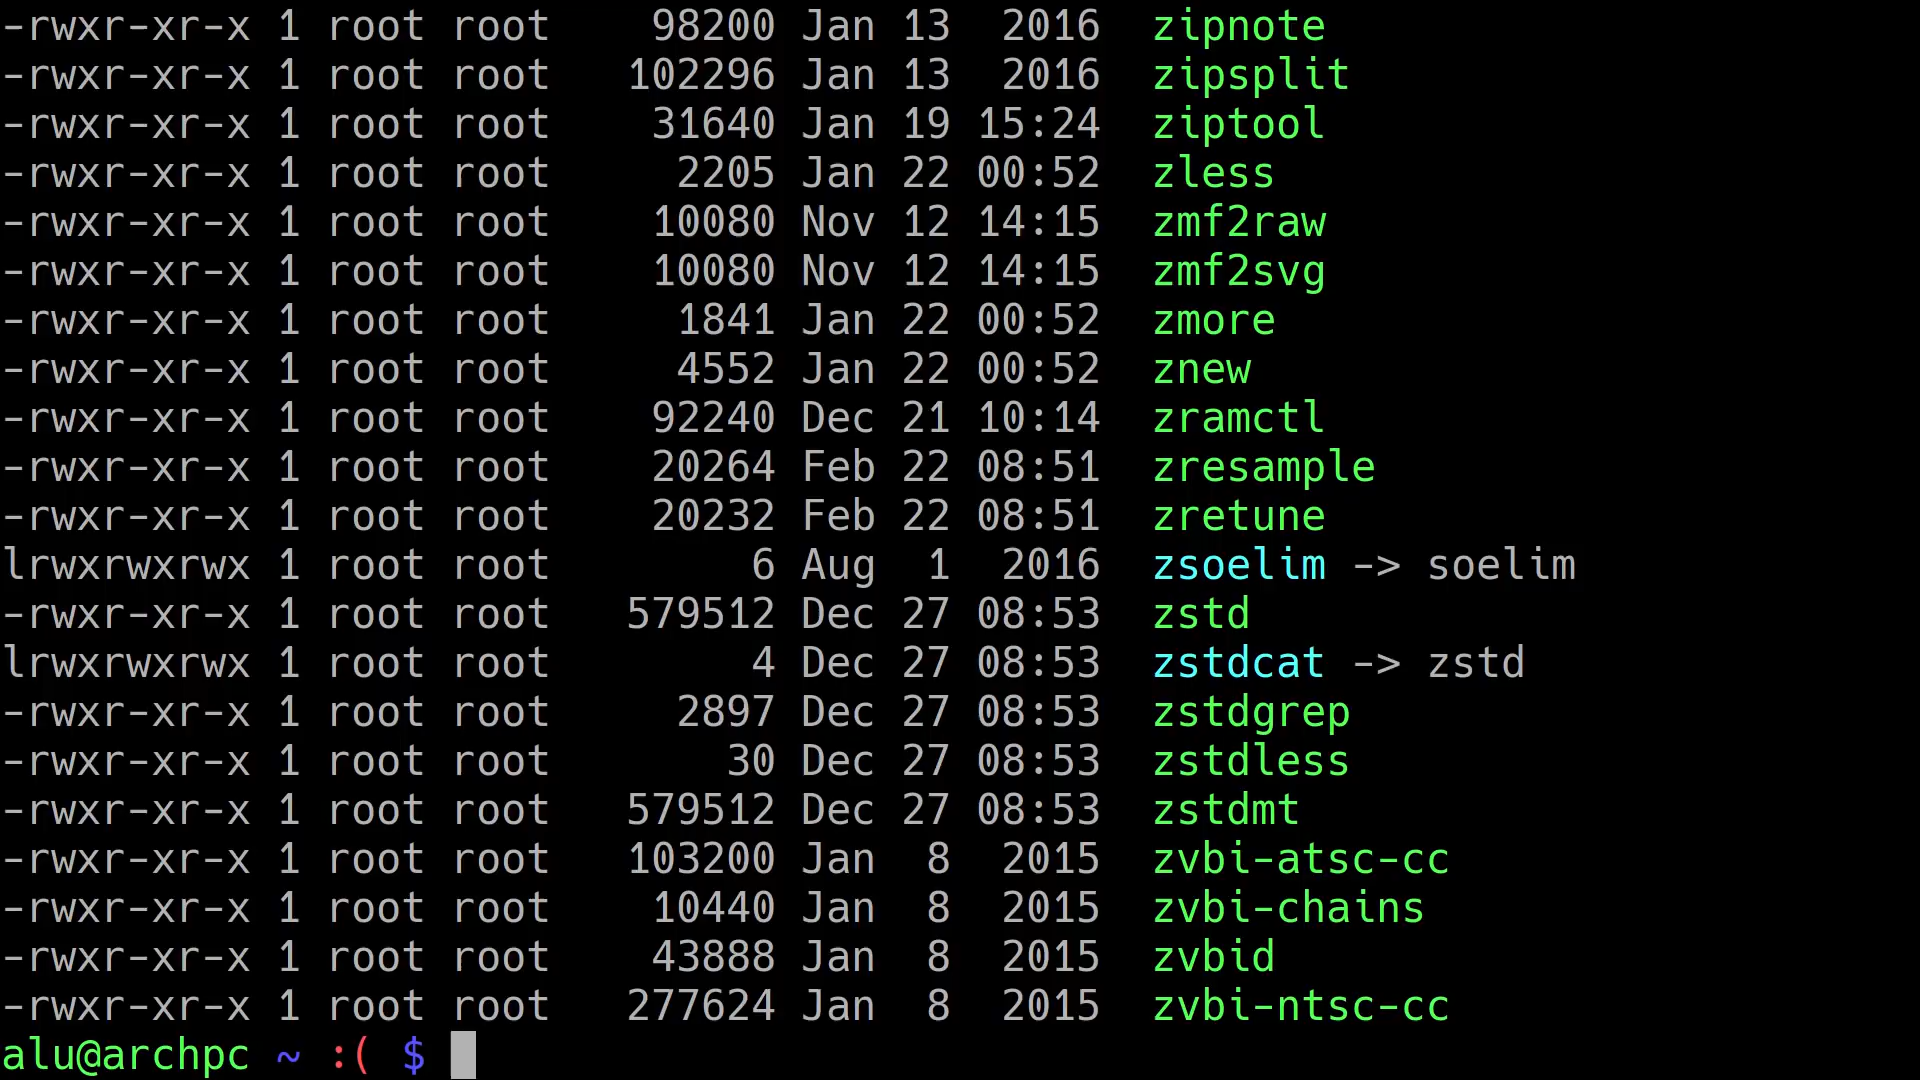 -rwxr-xr-x 1 root root    98200 Jan 13  2016  zipnote
-rwxr-xr-x 1 root root   102296 Jan 13  2016  zipsplit
-rwxr-xr-x 1 root root    31640 Jan 19 15:24  ziptool
-rwxr-xr-x 1 root root     2205 Jan 22 00:52  zless
-rwxr-xr-x 1 root root    10080 Nov 12 14:15  zmf2raw
-rwxr-xr-x 1 root root    10080 Nov 12 14:15  zmf2svg
-rwxr-xr-x 1 root root     1841 Jan 22 00:52  zmore
-rwxr-xr-x 1 root root     4552 Jan 22 00:52  znew
-rwxr-xr-x 1 root root    92240 Dec 21 10:14  zramctl
-rwxr-xr-x 1 root root    20264 Feb 22 08:51  zresample
-rwxr-xr-x 1 root root    20232 Feb 22 08:51  zretune
lrwxrwxrwx 1 root root        6 Aug  1  2016  zsoelim -> soelim
-rwxr-xr-x 1 root root   579512 Dec 27 08:53  zstd
lrwxrwxrwx 1 root root        4 Dec 27 08:53  zstdcat -> zstd
-rwxr-xr-x 1 root root     2897 Dec 27 08:53  zstdgrep
-rwxr-xr-x 1 root root       30 Dec 27 08:53  zstdless
-rwxr-xr-x 1 root root   579512 Dec 27 08:53  zstdmt
-rwxr-xr-x 1 root root   103200 Jan  8  2015  zvbi-atsc-cc
-rwxr-xr-x 1 root root    10440 Jan  8  2015  zvbi-chains
-rwxr-xr-x 1 root root    43888 Jan  8  2015  zvbid
-rwxr-xr-x 1 root root   277624 Jan  8  2015  zvbi-ntsc-cc
alu@archpc ~ :( $